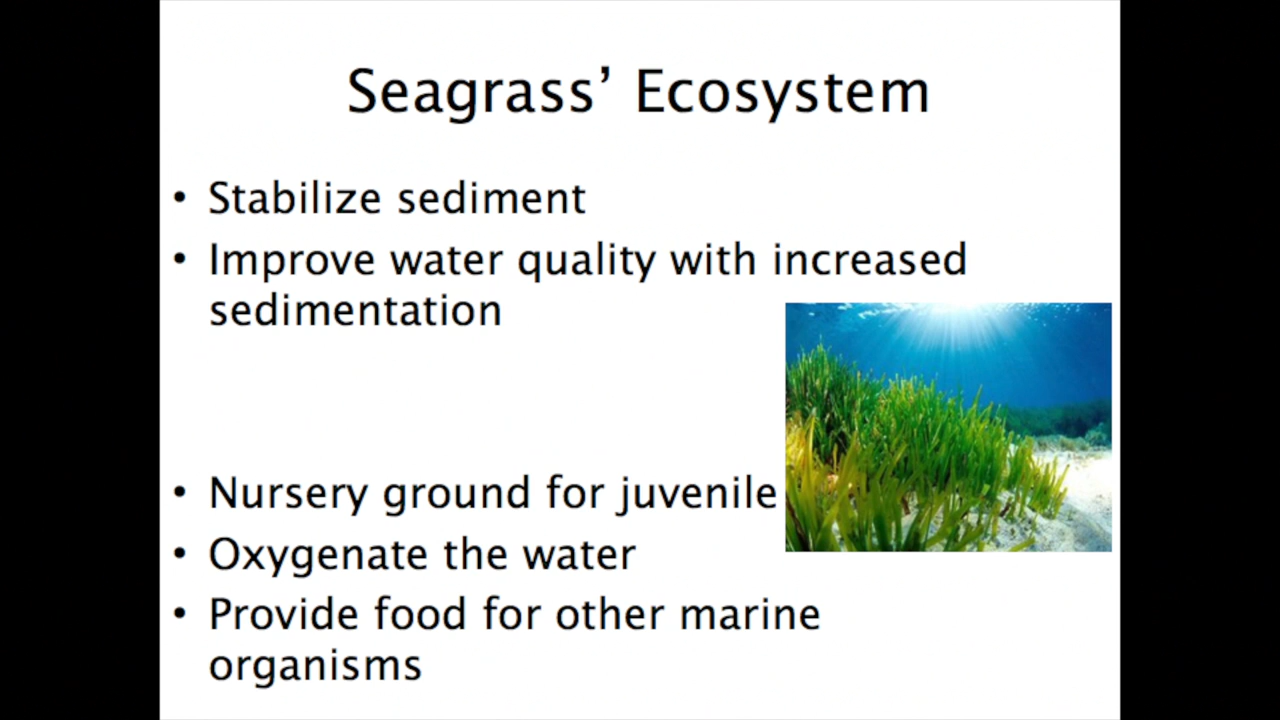 Seagrass’ Ecosystem
• Stabilize sediment
• Improve water quality with increased
sedimentation
• Nursery ground for juvenile
• Oxygenate the water
• Provide food for other marine
organisms